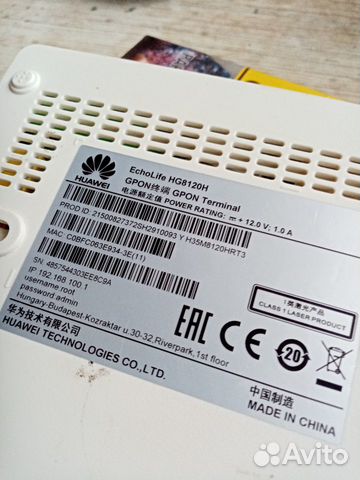 HUAWEI
EchoLife HG8120H
GPON终端 GPON Terminal
电源额定值 POWER RATING: ⎓ +12.0 V; 1.0 A
PROD ID: 21500827372SH2910093 Y H35M8120HRT3
MAC: C0BFC063E934-3E(11)
SN: 4857544303EE8C9A
IP 192.168.100.1
username root
password admin
Hungary-Budapest-Kozraktar u.30-32,Riverpark,1st floor
华为技术有限公司
HUAWEI TECHNOLOGIES CO.,LTD.
1类激光产品
CLASS 1 LASER PRODUCT
EAC
20
中国制造
MADE IN CHINA
Avito